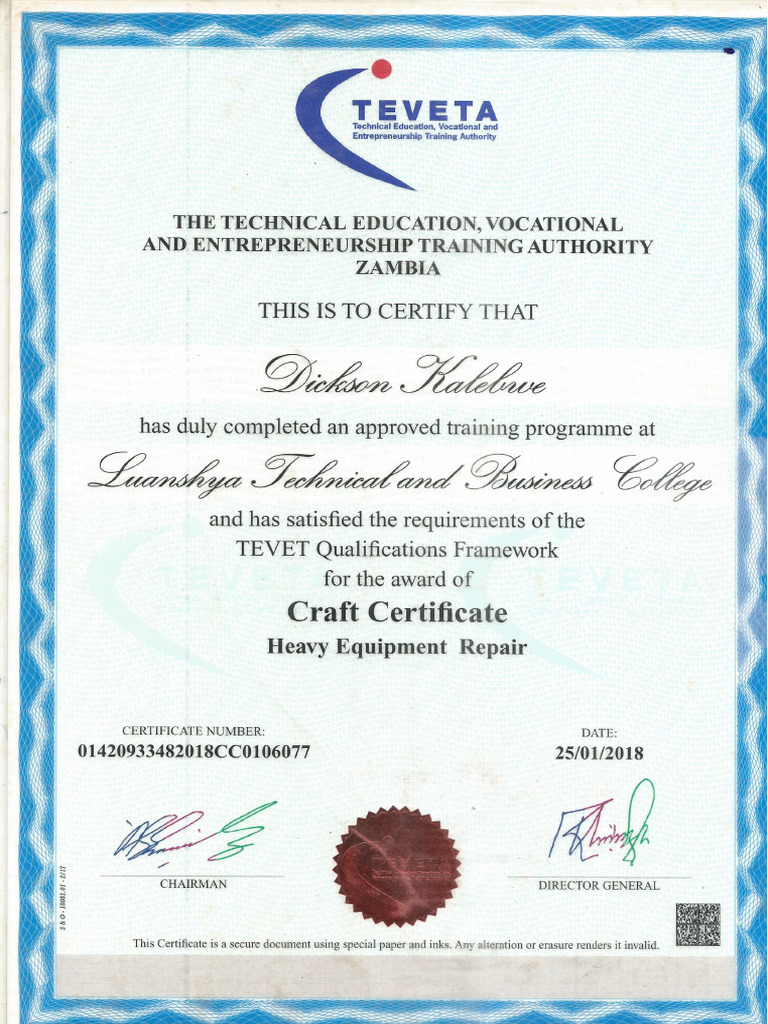 TEVETA
Technical Education, Vocational and
Entrepreneurship Training Authority
THE TECHNICAL EDUCATION, VOCATIONAL
AND ENTREPRENEURSHIP TRAINING AUTHORITY
ZAMBIA
THIS IS TO CERTIFY THAT
Dickson Kalebwe
has duly completed an approved training programme at
Luanshya Technical and Business College
and has satisfied the requirements of the
TEVET Qualifications Framework
for the award of
TEVETA TEVETA
Craft Certificate
Heavy Equipment Repair
CERTIFICATE NUMBER:
01420933482018CC0106077
DATE:
25/01/2018
CHAIRMAN
TEVETA
DIRECTOR GENERAL
This Certificate is a secure document using special paper and inks. Any alteration or erasure renders it invalid.